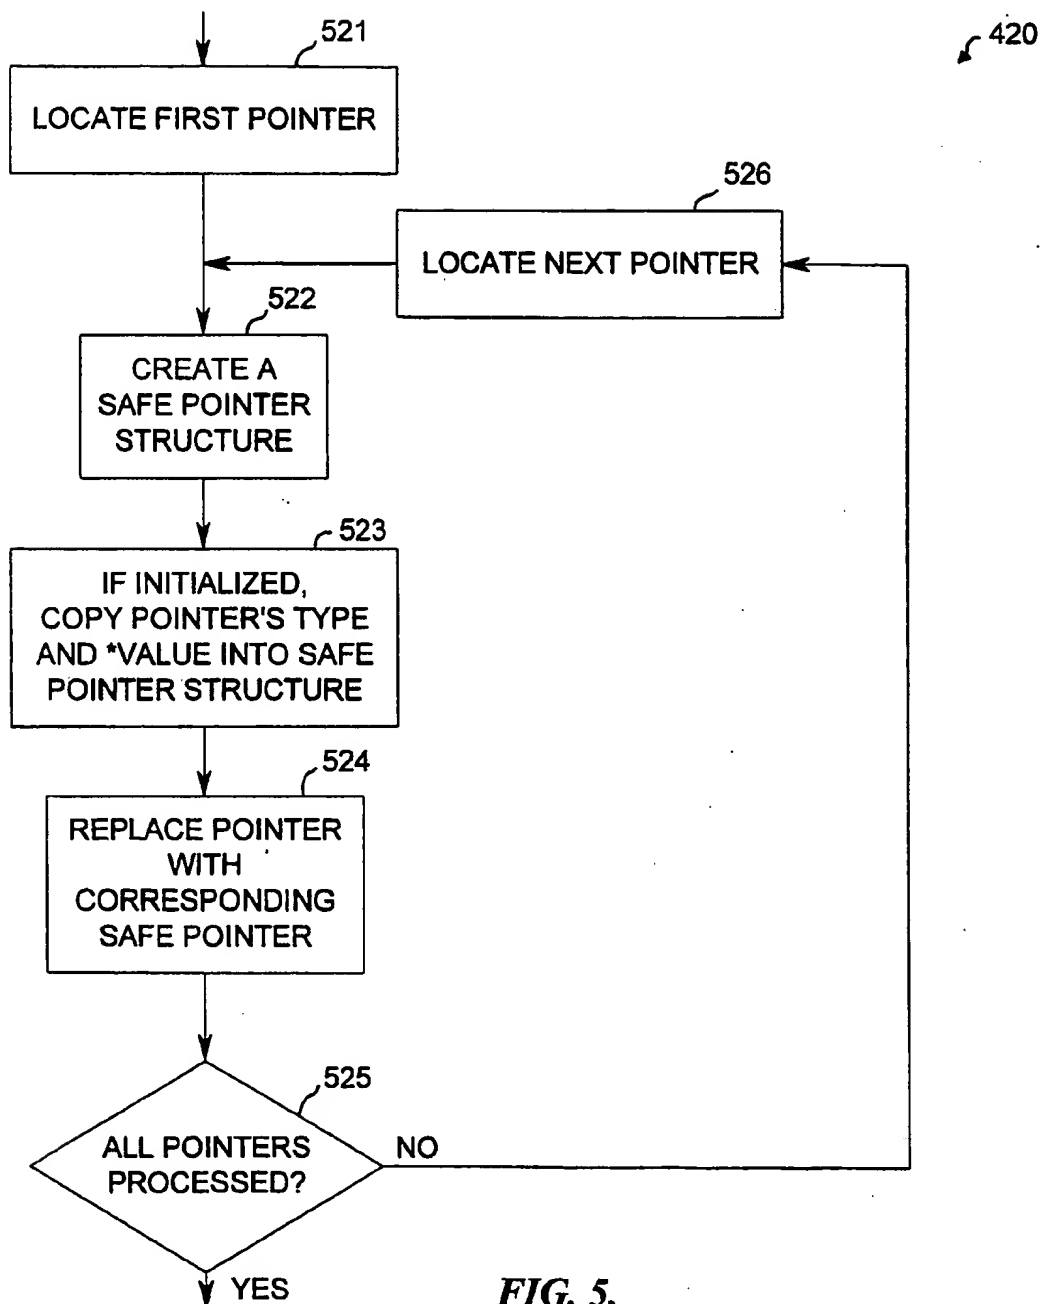 521
420
LOCATE FIRST POINTER
526
LOCATE NEXT POINTER
522
CREATE A
SAFE POINTER
STRUCTURE
523
IF INITIALIZED,
COPY POINTER'S TYPE
AND *VALUE INTO SAFE
POINTER STRUCTURE
524
REPLACE POINTER
WITH
CORRESPONDING
SAFE POINTER
525
ALL POINTERS
PROCESSED?
NO
YES
FIG. 5.